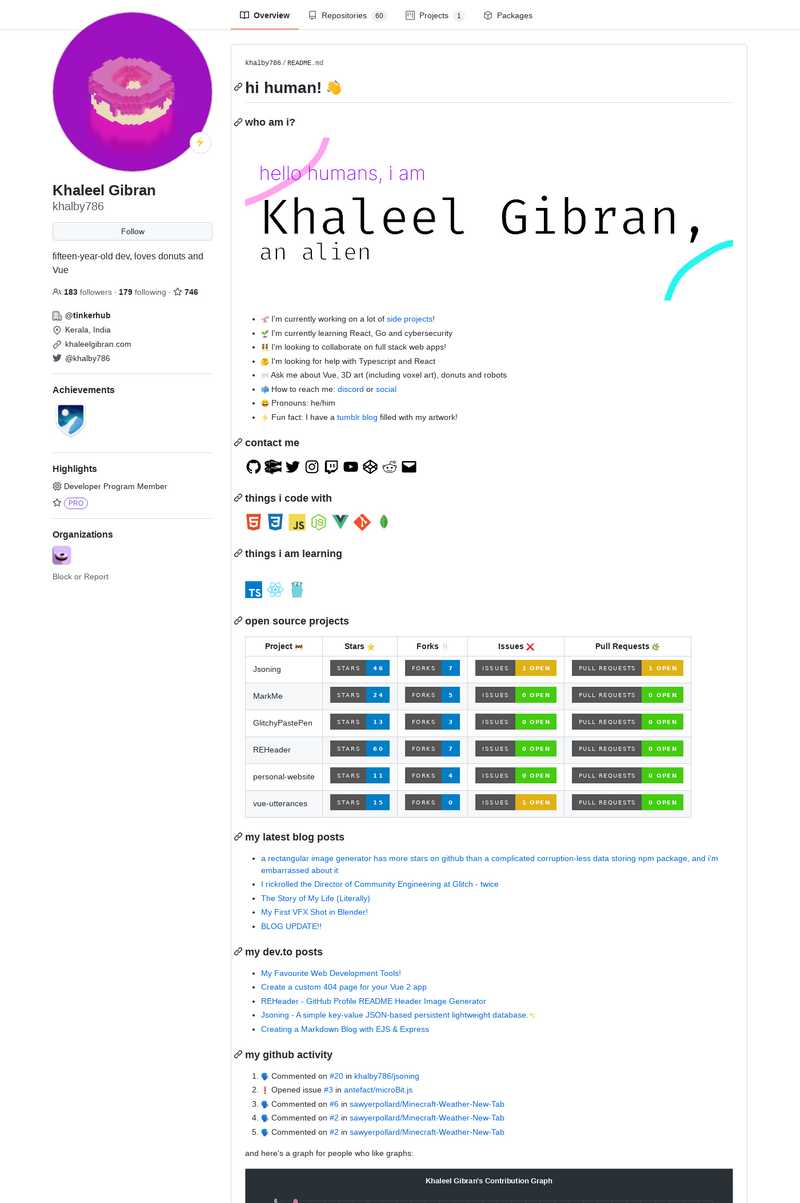 Overview Repositories 60 Projects 1 Packages
Khaleel Gibran
khalby786
Follow
fifteen-year-old dev, loves donuts and
Vue
183 followers · 179 following · 746
@tinkerhub
Kerala, India
khaleelgibran.com
@khalby786
Achievements
Highlights
Developer Program Member
PRO
Organizations
Block or Report
khalby786 / README.md
hi human! 👋
who am i?
hello humans, i am
Khaleel Gibran,
an alien
I'm currently working on a lot of side projects!
I'm currently learning React, Go and cybersecurity
I'm looking to collaborate on full stack web apps!
I'm looking for help with Typescript and React
Ask me about Vue, 3D art (including voxel art), donuts and robots
How to reach me: discord or social
Pronouns: he/him
Fun fact: I have a tumblr blog filled with my artwork!
contact me
things i code with
JS
things i am learning
TS
open source projects
Project Stars Forks Issues Pull Requests
Jsoning STARS 46 FORKS 7 ISSUES 2 OPEN PULL REQUESTS 1 OPEN
MarkMe STARS 24 FORKS 5 ISSUES 0 OPEN PULL REQUESTS 0 OPEN
GlitchyPastePen STARS 13 FORKS 3 ISSUES 0 OPEN PULL REQUESTS 0 OPEN
REHeader STARS 60 FORKS 7 ISSUES 0 OPEN PULL REQUESTS 0 OPEN
personal-website STARS 11 FORKS 4 ISSUES 0 OPEN PULL REQUESTS 0 OPEN
vue-utterances STARS 15 FORKS 0 ISSUES 1 OPEN PULL REQUESTS 0 OPEN
my latest blog posts
a rectangular image generator has more stars on github than a complicated corruption-less data storing npm package, and i'm
embarrassed about it
I rickrolled the Director of Community Engineering at Glitch - twice
The Story of My Life (Literally)
My First VFX Shot in Blender!
BLOG UPDATE!!
my dev.to posts
My Favourite Web Development Tools!
Create a custom 404 page for your Vue 2 app
REHeader - GitHub Profile README Header Image Generator
Jsoning - A simple key-value JSON-based persistent lightweight database.
Creating a Markdown Blog with EJS & Express
my github activity
1. Commented on #20 in khalby786/jsoning
2. Opened issue #3 in antefact/microBit.js
3. Commented on #6 in sawyerpollard/Minecraft-Weather-New-Tab
4. Commented on #2 in sawyerpollard/Minecraft-Weather-New-Tab
5. Commented on #2 in sawyerpollard/Minecraft-Weather-New-Tab
and here's a graph for people who like graphs:
Khaleel Gibran's Contribution Graph